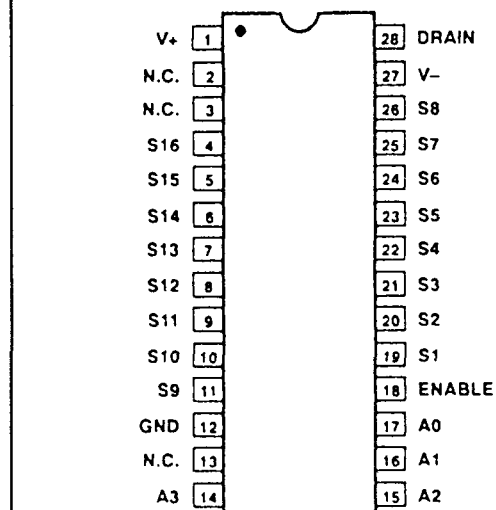 V+ 1 28 DRAIN
N.C. 2 27 V–
N.C. 3 26 S8
S16 4 25 S7
S15 5 24 S6
S14 6 23 S5
S13 7 22 S4
S12 8 21 S3
S11 9 20 S2
S10 10 19 S1
S9 11 18 ENABLE
GND 12 17 A0
N.C. 13 16 A1
A3 14 15 A2